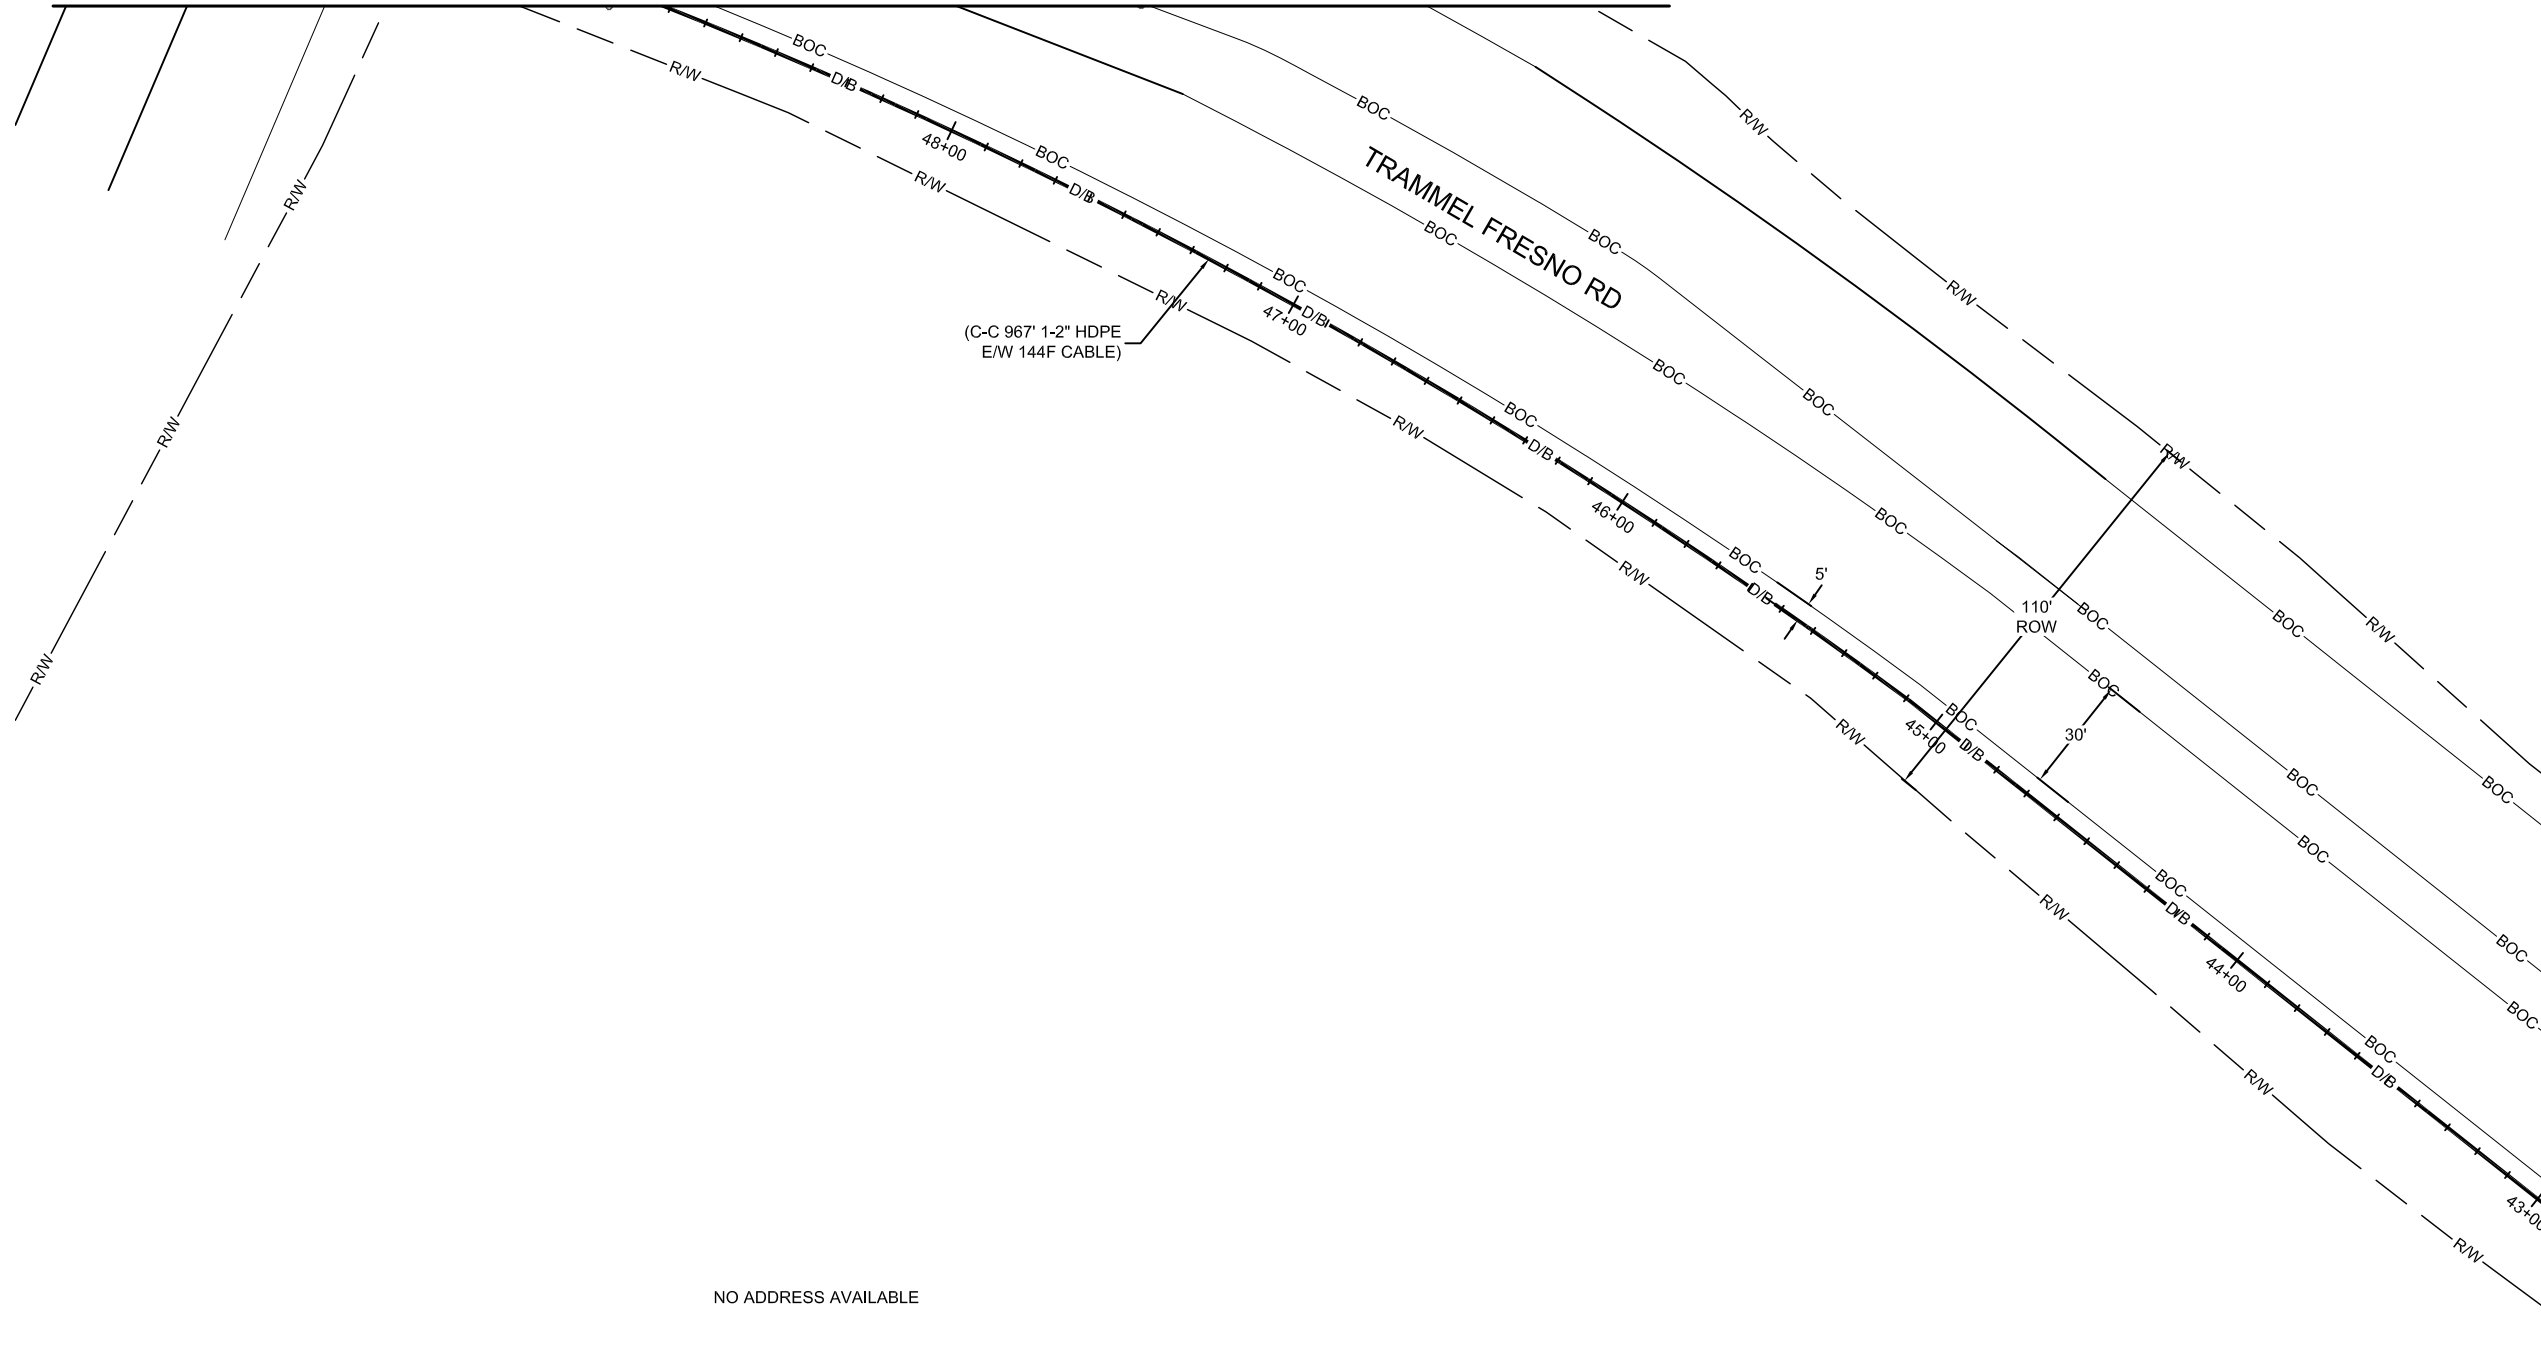 BOC
R/W
D/B
BOC
R/W
48+00
BOC
TRAMMEL FRESNO RD
R/W
BOC
D/B
R/W
BOC
BOC
R/W
BOC
R/W
D/B
47+00
(C-C 967' 1-2" HDPE
E/W 144F CABLE)
BOC
BOC
BOC
R/W
R/W
D/B
R/W
46+00
BOC
BOC
R/W
5'
D/B
110'
ROW
BOC
BOC
R/W
R/W
BOC
BOC
45+00
R/W
30'
D/B
BOC
BOC
BOC
BOC
R/W
D/B
BOC
44+00
BOC
BOC
R/W
D/B
43+00
R/W
NO ADDRESS AVAILABLE